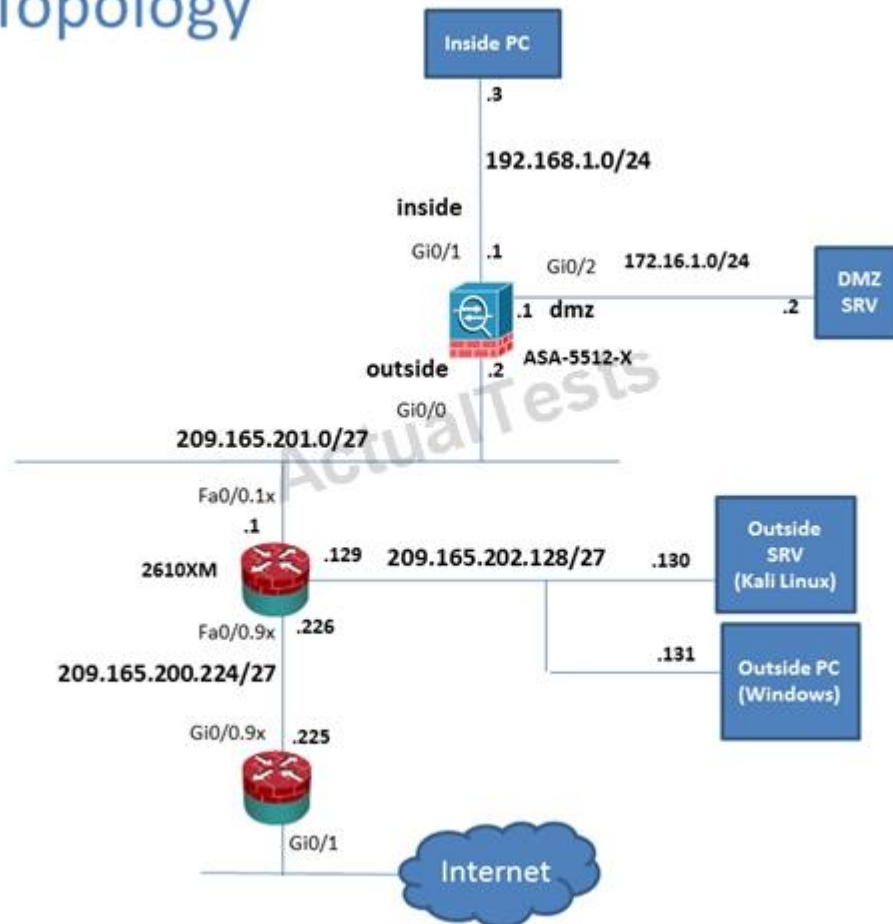 Topology
Inside PC
.3
192.168.1.0/24
inside
Gi0/1
.1
Gi0/2
172.16.1.0/24
DMZ
SRV
.1
dmz
.2
ASA-5512-X
outside
.2
Gi0/0
ActualTests
209.165.201.0/27
Fa0/0.1x
.1
2610XM
.129
209.165.202.128/27
.130
Outside
SRV
(Kali Linux)
Fa0/0.9x
.226
.131
Outside PC
(Windows)
209.165.200.224/27
Gi0/0.9x
.225
Gi0/1
Internet